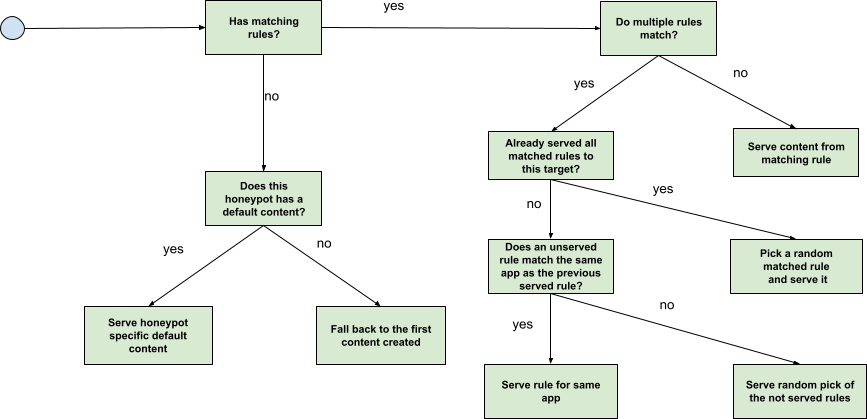 yes
Has matching
rules?
Do multiple rules
match?
no
yes
no
Already served all
matched rules to
this target?
Serve content from
matching rule
Does this
honeypot has a
default content?
no
yes
yes
no
Does an unserved
rule match the same
app as the previous
served rule?
Pick a random
matched rule
and serve it
Serve honeypot
specific default
content
Fall back to the first
content created
yes
no
Serve rule for same
app
Serve random pick of
the not served rules